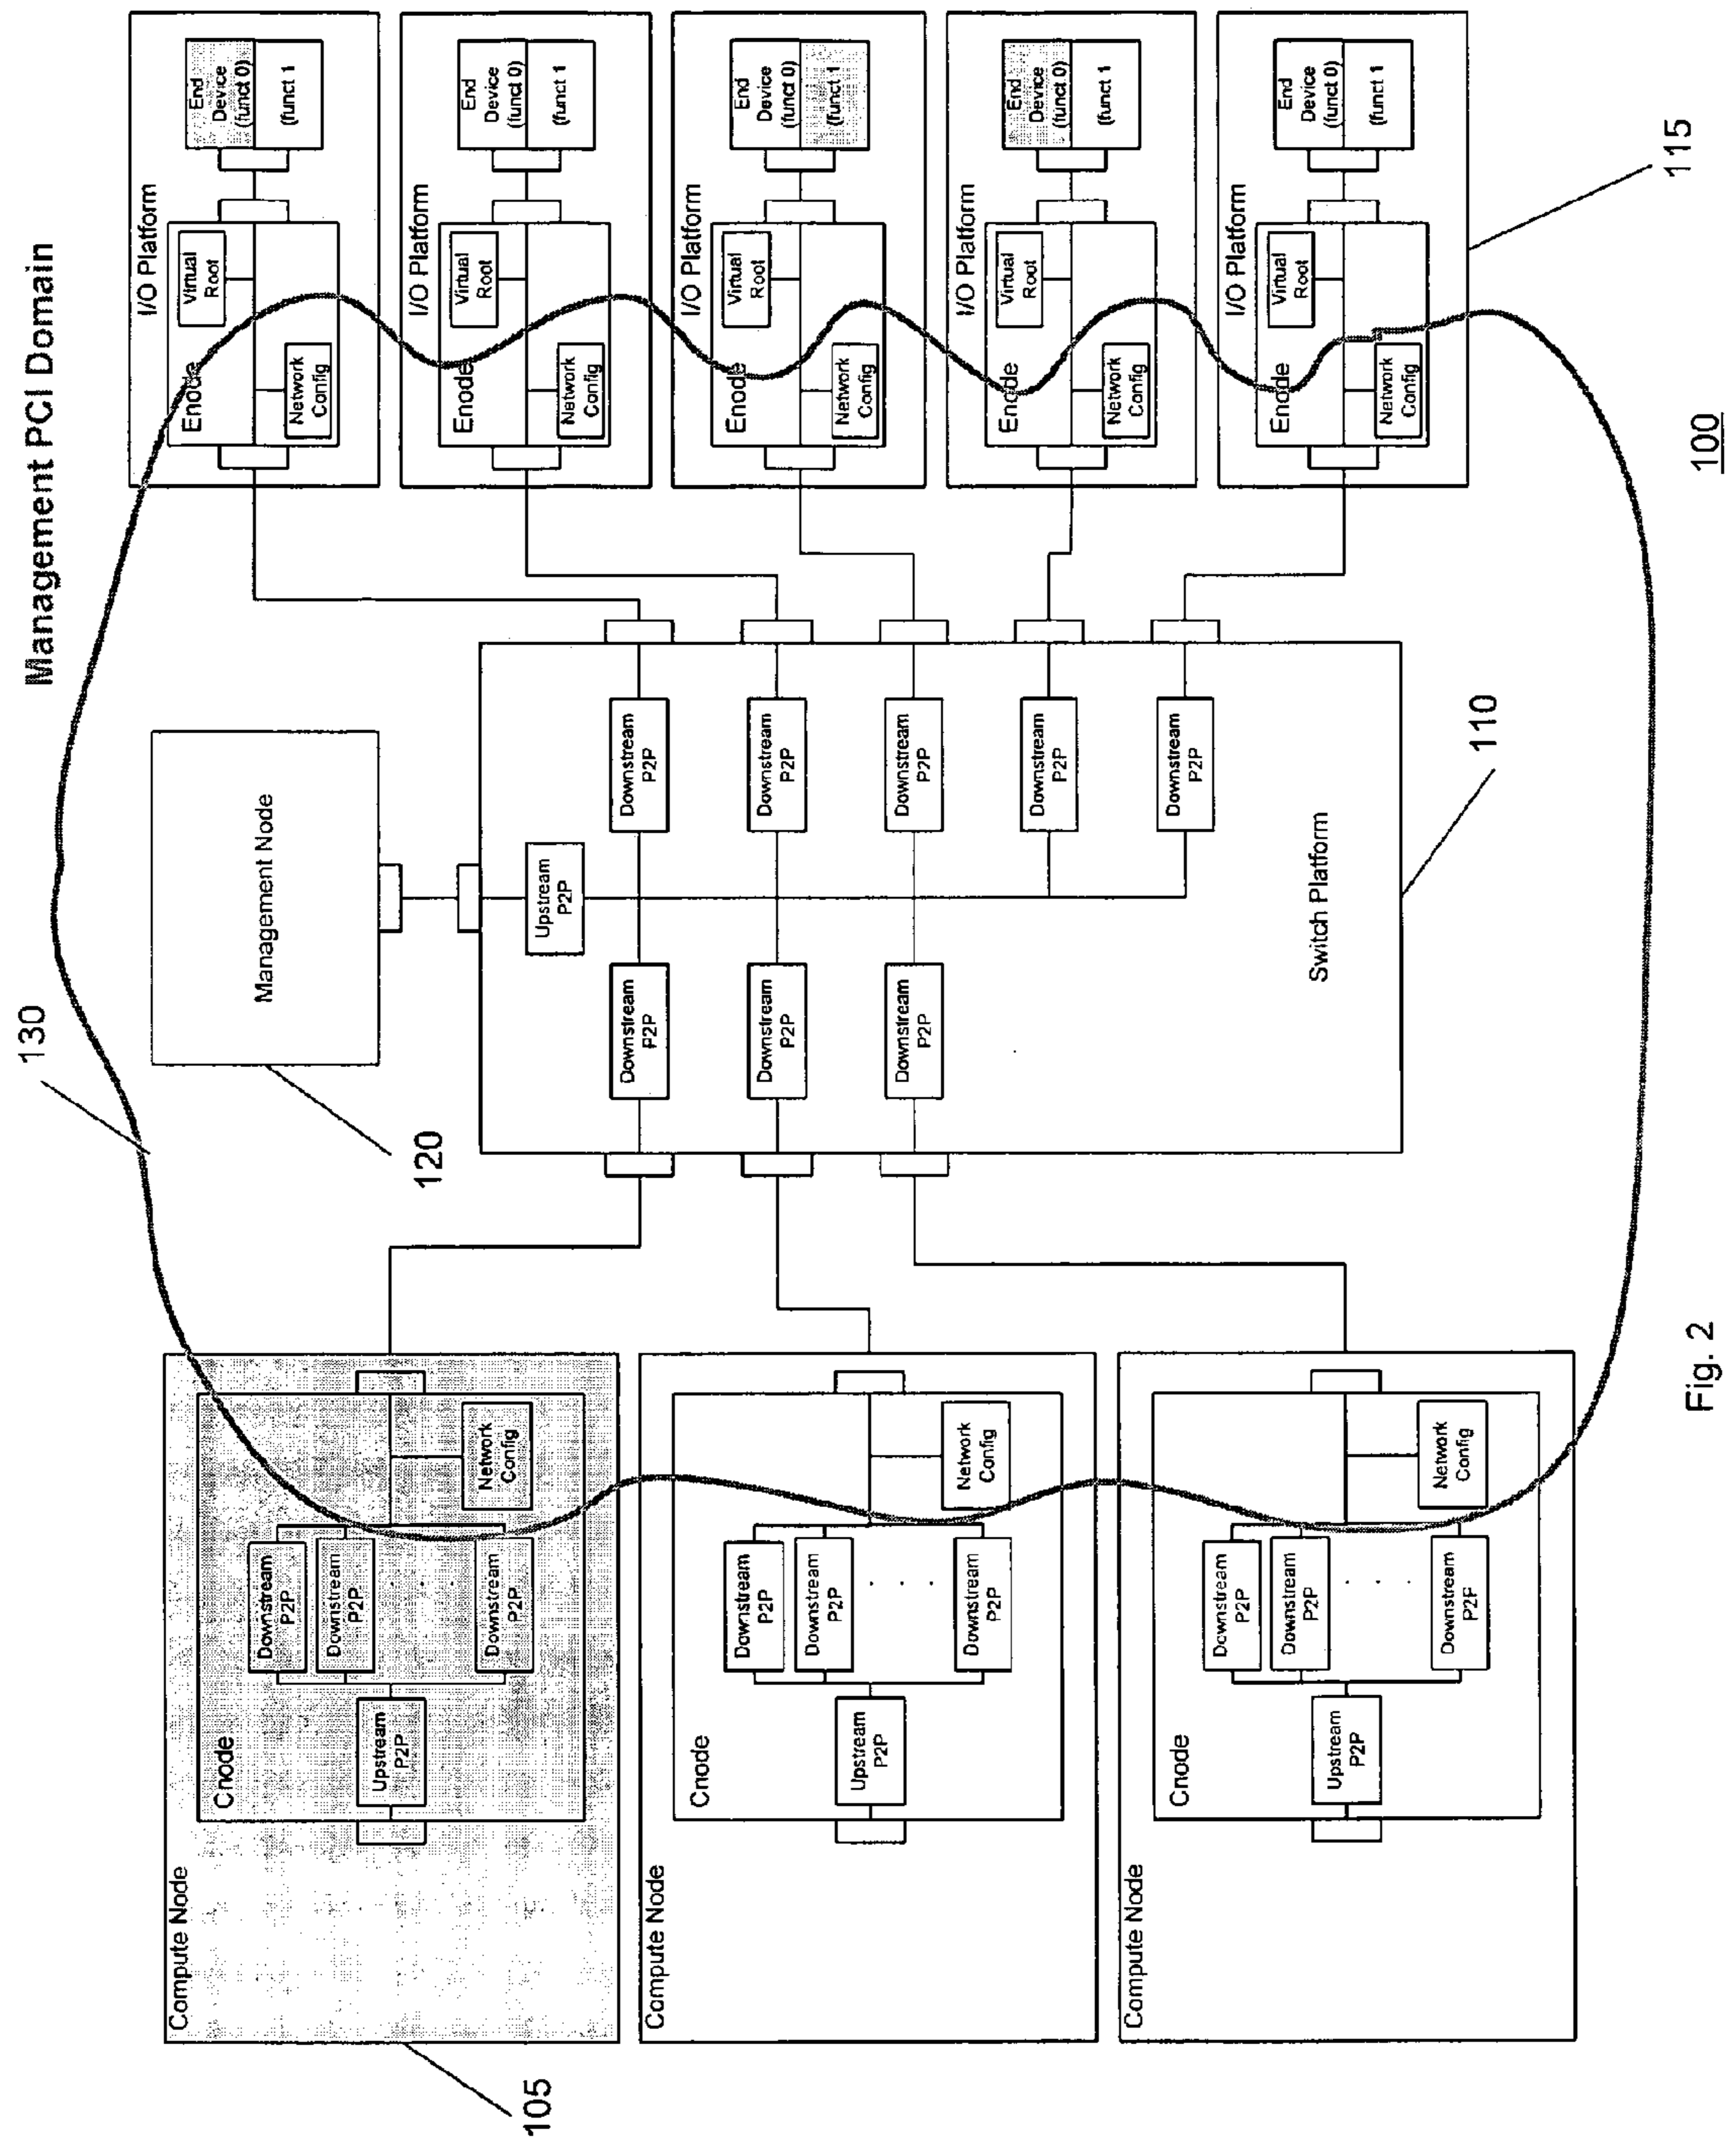 Management PCI Domain
130
Management Node
120
Compute Node
Cnode
Upstream
P2P
Downstream
P2P
Downstream
P2P
. . .
Downstream
P2P
Network
Config
105
Compute Node
Cnode
Upstream
P2P
Downstream
P2P
Downstream
P2P
. . .
Downstream
P2P
Network
Config
Compute Node
Cnode
Upstream
P2P
Downstream
P2P
Downstream
P2P
. . .
Downstream
P2P
Network
Config
Upstream
P2P
Downstream
P2P
Downstream
P2P
Downstream
P2P
Downstream
P2P
Downstream
P2P
Downstream
P2P
Downstream
P2P
Downstream
P2P
Switch Platform
110
I/O Platform
Enode
Network
Config
Virtual
Root
End
Device
(funct 0)
(funct 1
I/O Platform
Enode
Network
Config
Virtual
Root
End
Device
(funct 0)
(funct 1
I/O Platform
Enode
Network
Config
Virtual
Root
End
Device
(funct 0)
(funct 1
I/O Platform
Enode
Network
Config
Virtual
Root
End
Device
(funct 0)
(funct 1
I/O Platform
Enode
Network
Config
Virtual
Root
End
Device
(funct 0)
(funct 1
115
100
Fig. 2